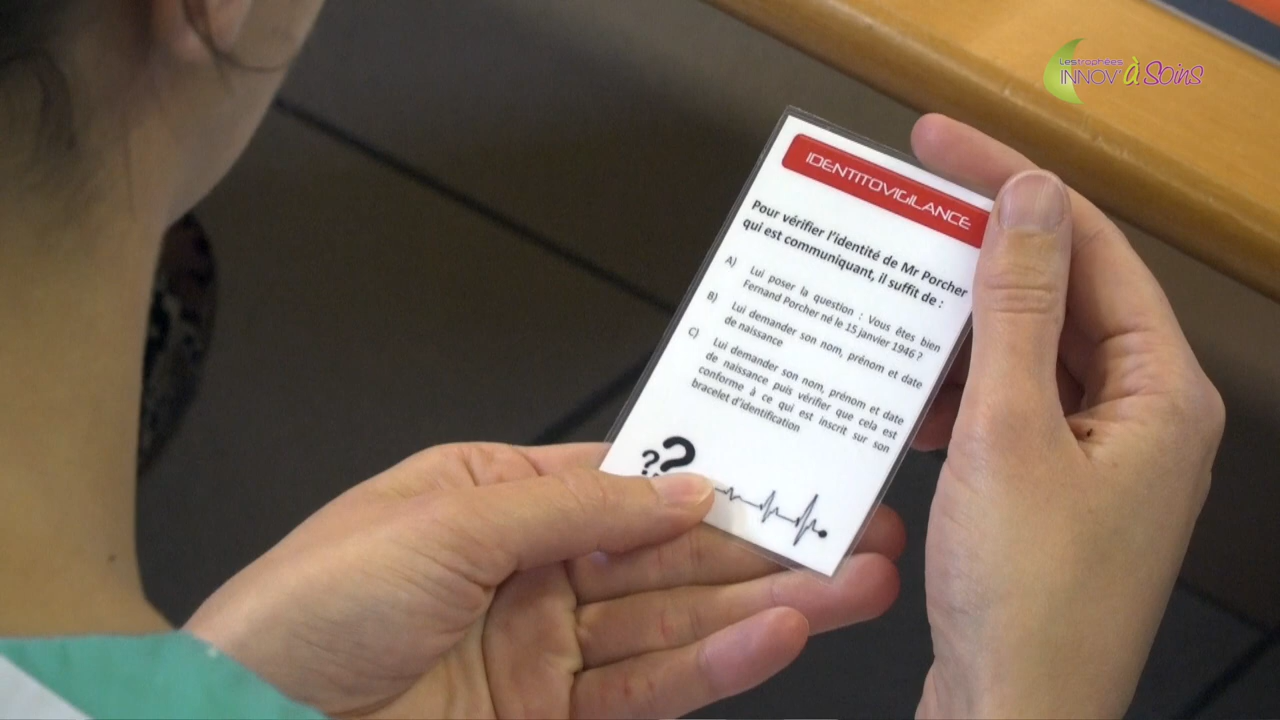 Les trophées
INNOV'à Soins
IDENTITOVIGILANCE
Pour vérifier l'identité de Mr Porcher
qui est communiquant, il suffit de :
A) Lui poser la question : Vous êtes bien
Fernand Porcher né le 15 janvier 1946 ?
B) Lui demander son nom, prénom et date
de naissance
C) Lui demander son nom, prénom et date
de naissance puis vérifier que cela est
conforme à ce qui est inscrit sur son
bracelet d'identification
??